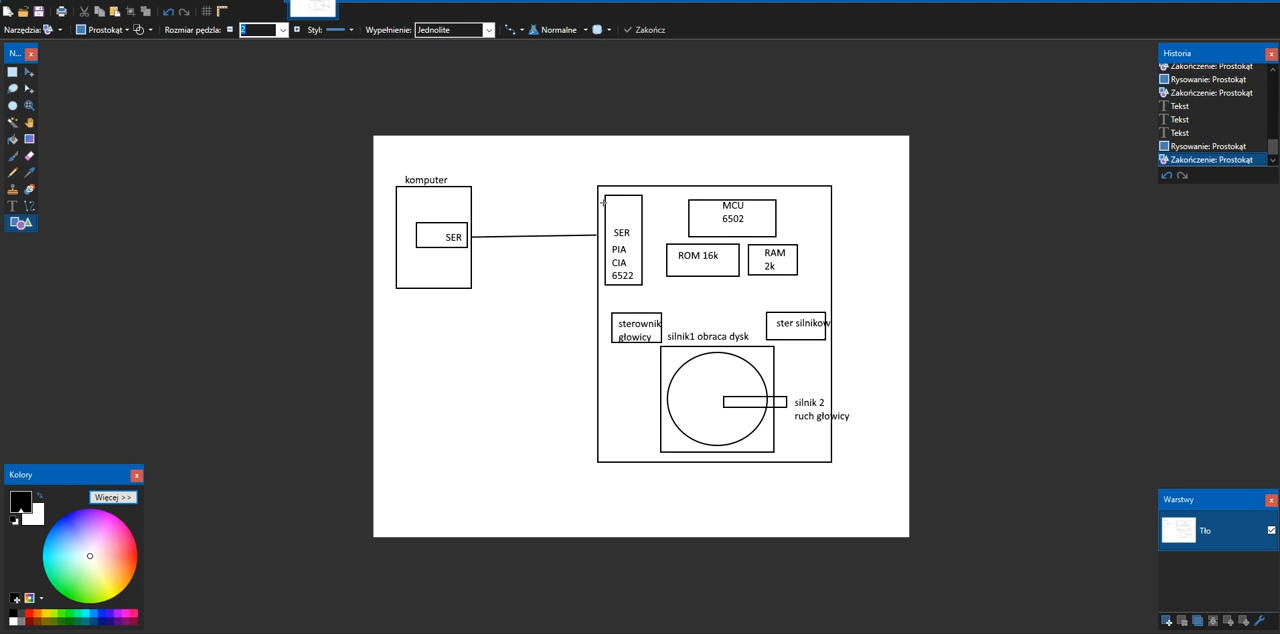 Narzędzia:
Prostokąt
Rozmiar pędzla:
2
Styl:
Wypełnienie:
Jednolite
Normalne
Zakończ
N...
Historia
Zakończenie: Prostokąt
Rysowanie: Prostokąt
Zakończenie: Prostokąt
Tekst
Tekst
Tekst
Rysowanie: Prostokąt
Zakończenie: Prostokąt
komputer
SER
SER
PIA
CIA
6522
MCU
6502
ROM 16k
RAM
2k
sterownik
głowicy
silnik1 obraca dysk
ster silnikow
silnik 2
ruch głowicy
Kolory
Więcej >>
Warstwy
Tło